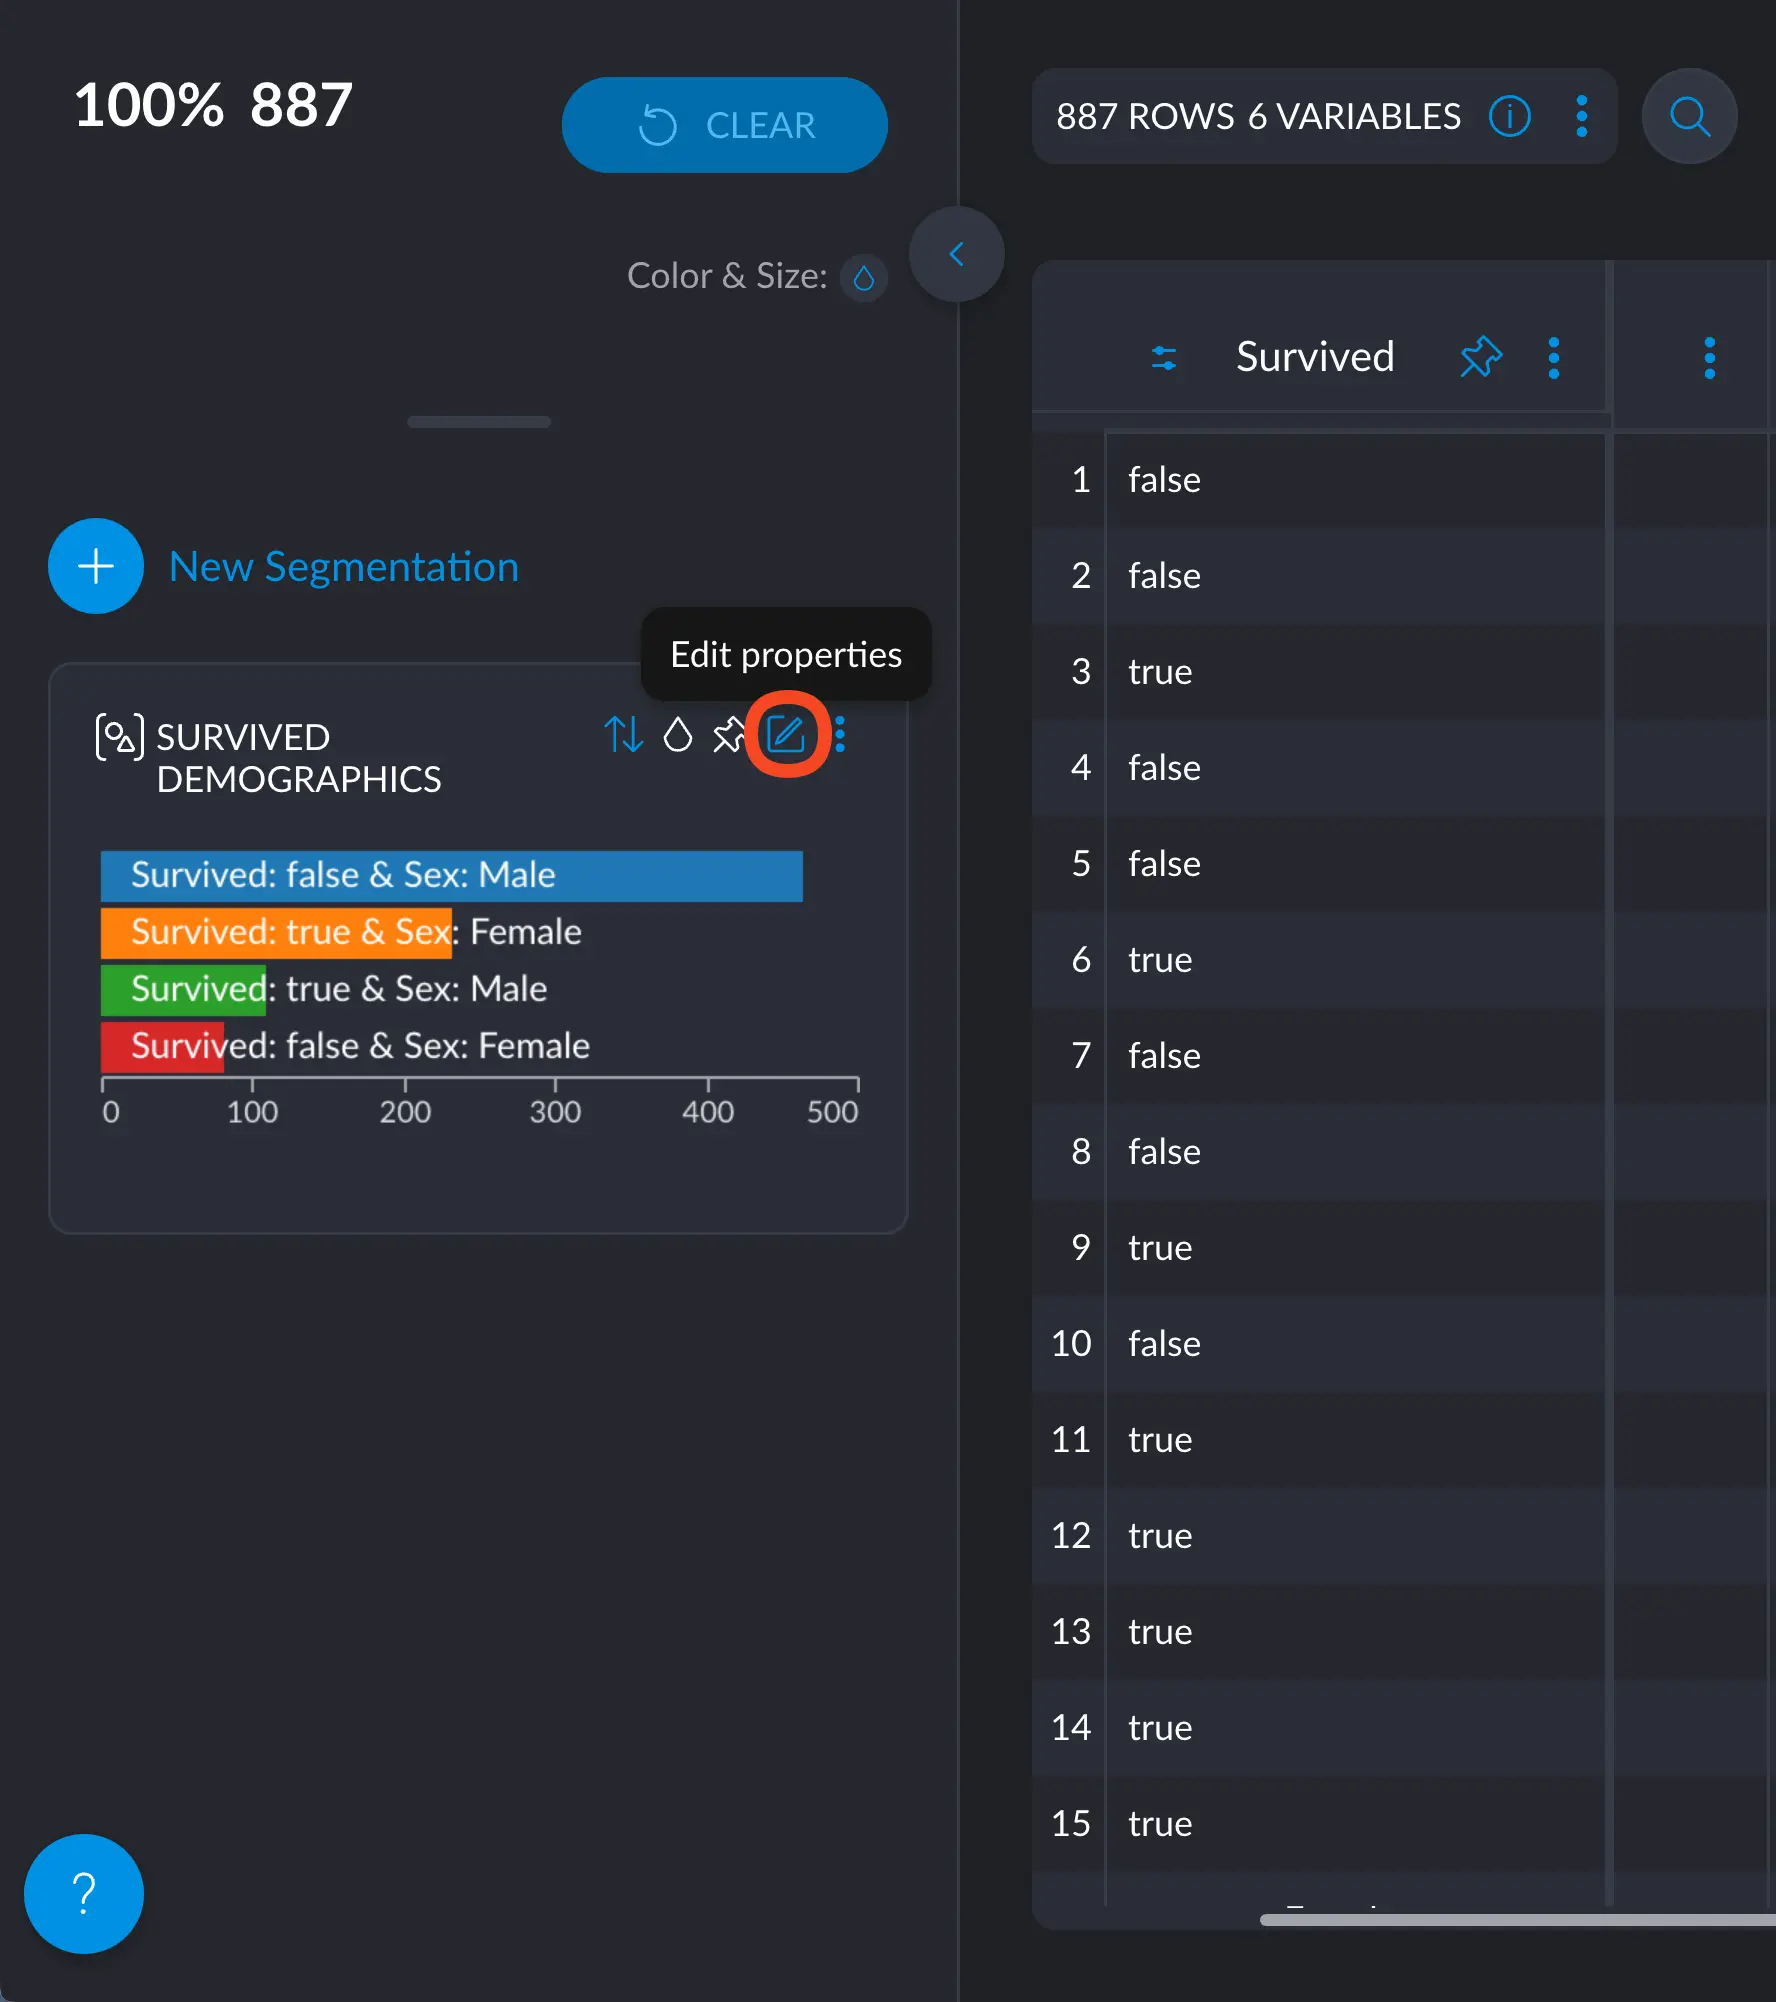 100% 887
CLEAR
Color & Size:
New Segmentation
Edit properties
SURVIVED
DEMOGRAPHICS
Survived: false & Sex: Male
Survived: true & Sex: Female
Survived: true & Sex: Male
Survived: false & Sex: Female
0 100 200 300 400 500
?
887 ROWS 6 VARIABLES
Survived
1 false
2 false
3 true
4 false
5 false
6 true
7 false
8 false
9 true
10 false
11 true
12 true
13 true
14 true
15 true